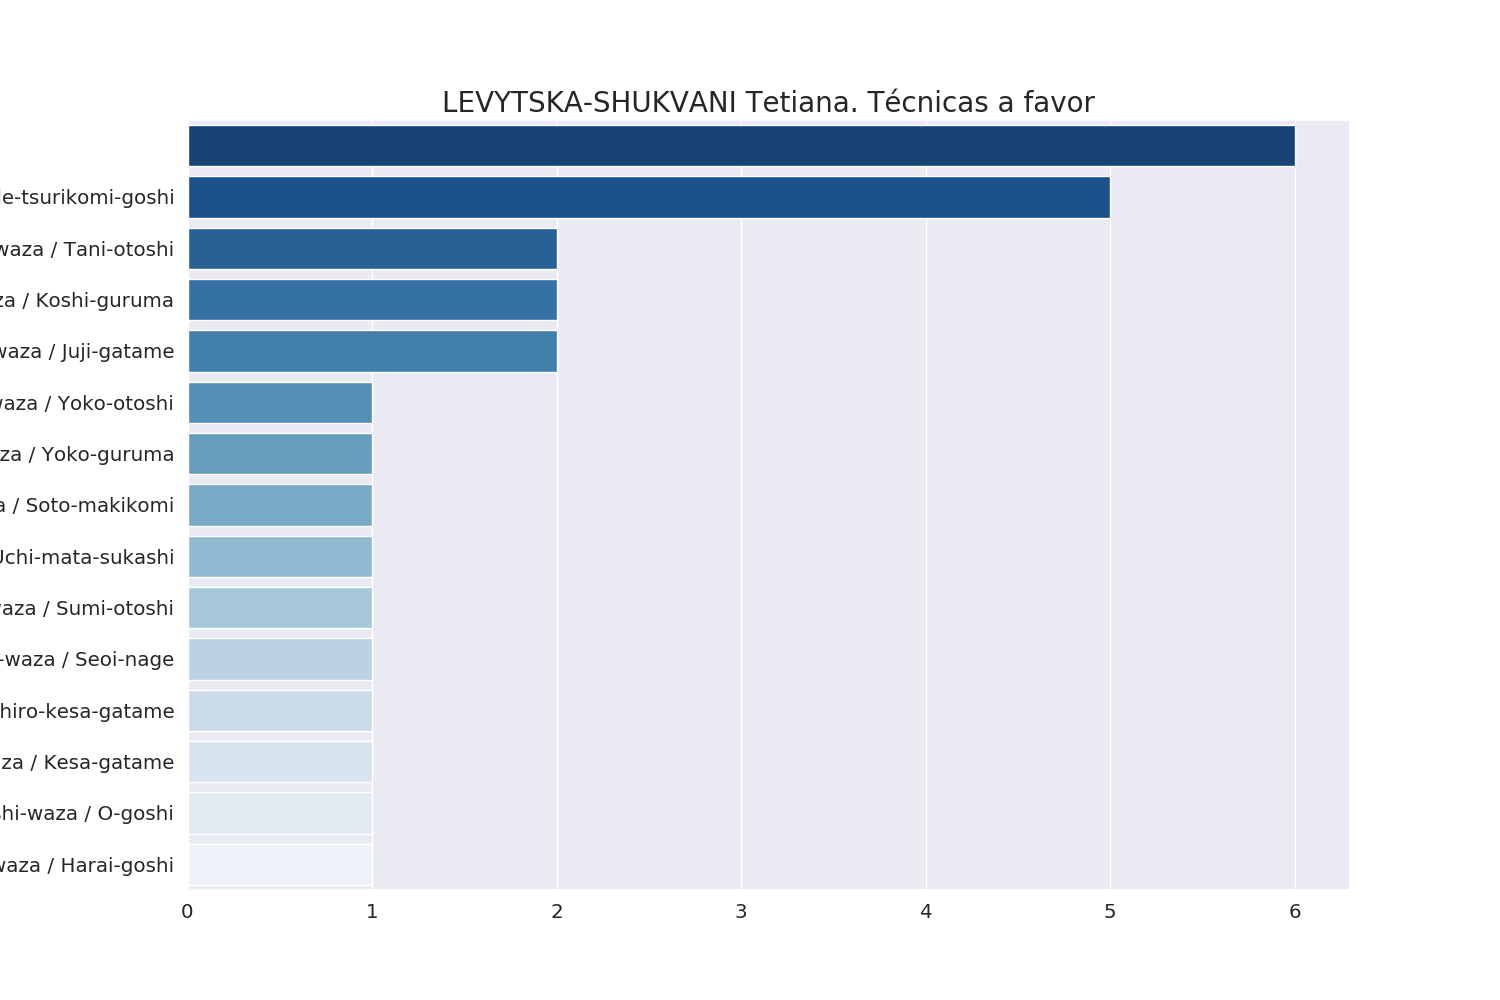 LEVYTSKA-SHUKVANI Tetiana. Técnicas a favor
e-tsurikomi-goshi
waza / Tani-otoshi
za / Koshi-guruma
waza / Juji-gatame
waza / Yoko-otoshi
za / Yoko-guruma
a / Soto-makikomi
Uchi-mata-sukashi
waza / Sumi-otoshi
-waza / Seoi-nage
hiro-kesa-gatame
za / Kesa-gatame
shi-waza / O-goshi
waza / Harai-goshi
0 1 2 3 4 5 6